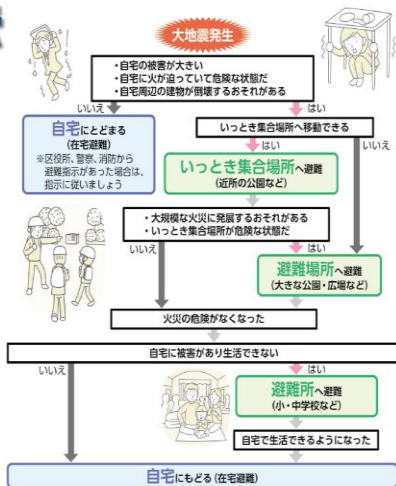 大地震発生
・自宅の被害が大きい
・自宅に火が迫っていて危険な状態だ
・自宅周辺の建物が倒壊するおそれがある
いいえ
はい
自宅にとどまる
(在宅避難)
※区役所、警察、消防から
避難指示があった場合は、
指示に従いましょう
いっとき集合場所へ移動できる
はい
いいえ
いっとき集合場所へ避難
(近所の公園など)
・大規模な火災に発展するおそれがある
・いっとき集合場所が危険な状態だ
いいえ
はい
避難場所へ避難
(大きな公園・広場など)
火災の危険がなくなった
自宅に被害があり生活できない
いいえ
はい
避難所へ避難
(小・中学校など)
自宅で生活できるようになった
自宅にもどる(在宅避難)